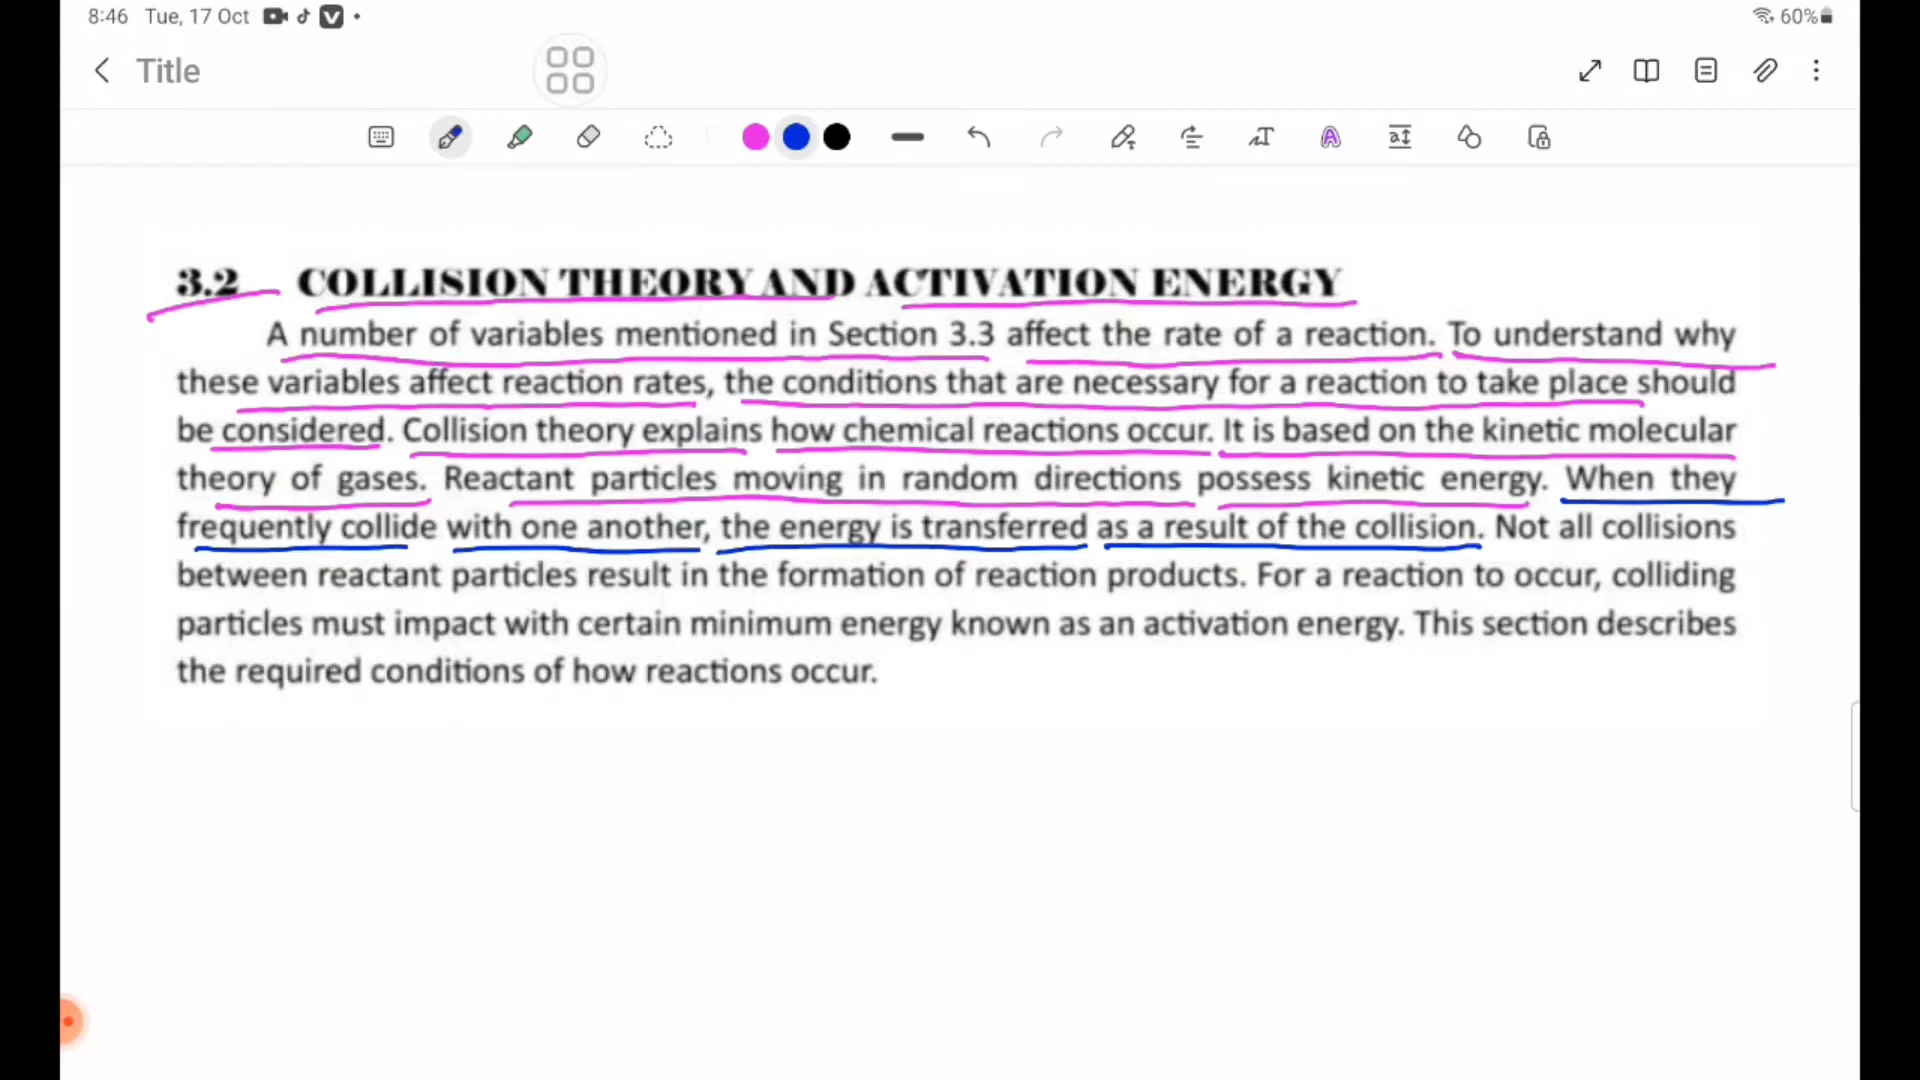 8:46 Tue, 17 Oct
60%
Title
3.2 COLLISION THEORY AND ACTIVATION ENERGY
A number of variables mentioned in Section 3.3 affect the rate of a reaction. To understand why
these variables affect reaction rates, the conditions that are necessary for a reaction to take place should
be considered. Collision theory explains how chemical reactions occur. It is based on the kinetic molecular
theory of gases. Reactant particles moving in random directions possess kinetic energy. When they
frequently collide with one another, the energy is transferred as a result of the collision. Not all collisions
between reactant particles result in the formation of reaction products. For a reaction to occur, colliding
particles must impact with certain minimum energy known as an activation energy. This section describes
the required conditions of how reactions occur.